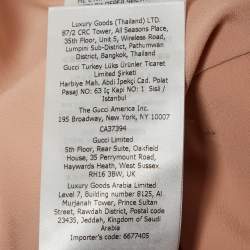 Luxury Goods (Thailand) LTD.
87/2 CRC Tower, All Seasons Place,
35th Floor, Unit 5, Wireless Road,
Lumpini Sub-District, Pathumwan
District, Bangkok, Thailand
Gucci Turkey Lüks Ürünler Ticaret
Limited Şirketi
Harbiye Mah. Abdi İpekçi Cad. Polat
Pasaj NO: 63 İç Kapı NO: 1 Sisli /
Istanbul
The Gucci America Inc.
195 Broadway, New York, NY 10007
CA37394
Gucci Limited
5th Floor, Rear Suite, Oakfield
House, 35 Perrymount Road,
Haywards Heath, West Sussex
RH16 3BW, UK
Luxury Goods Arabia Limited
Level 7, Building number 8125, Al
Murjanah Tower, Prince Sultan
Street, Ar Rawdah District, Postal code
23435, Jeddah, Kingdom of Saudi
Arabia
Importer's code: 6677405